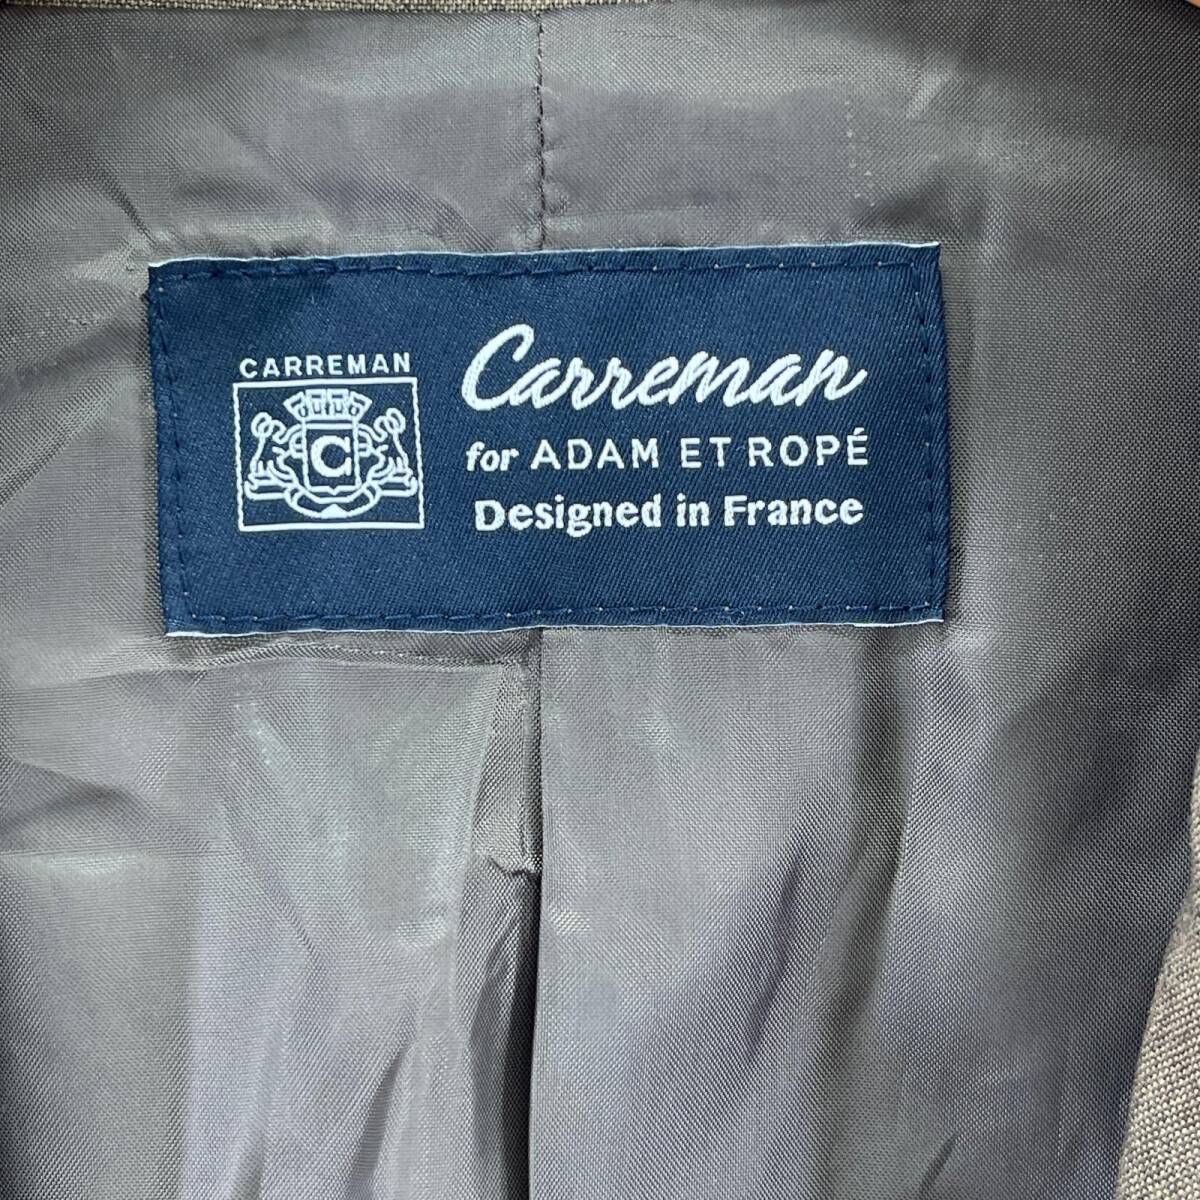 CARREMAN
C
Carreman
for ADAM ET ROPÉ
Designed in France